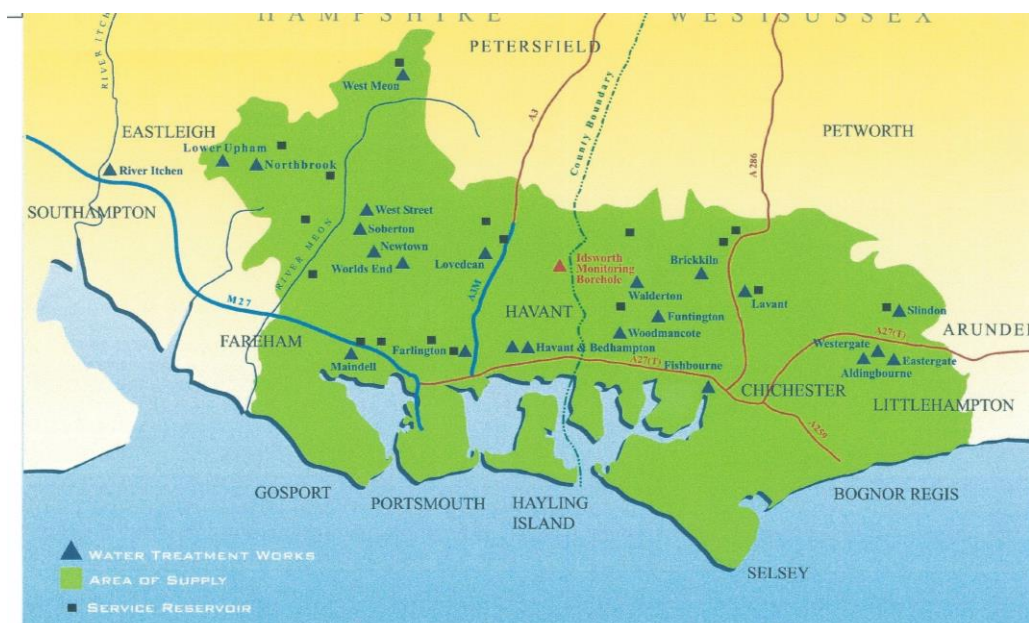 HAMPSHIRE
WEST SUSSEX
RIVER ITCHEN
PETERSFIELD
West Meon
A3
County Boundary
A 286
PETWORTH
EASTLEIGH
Lower Upham
Northbrook
River Itchen
SOUTHAMPTON
West Street
Soberton
Newtown
Worlds End
Lovedean
RIVER MEON
Idsworth
Monitoring
Borehole
Brickkiln
Walderton
Lavant
Funtington
Woodmancote
Slindon
M27
A3M
HAVANT
FAREHAM
Farlington
Maindell
Havant & Bedhampton
A27(T)
Fishbourne
A27(T)
ARUNDEL
Westergate
Eastergate
Aldingbourne
CHICHESTER
LITTLEHAMPTON
A259
GOSPORT
PORTSMOUTH
HAYLING
ISLAND
BOGNOR REGIS
SELSEY
WATER TREATMENT WORKS
AREA OF SUPPLY
SERVICE RESERVOIR